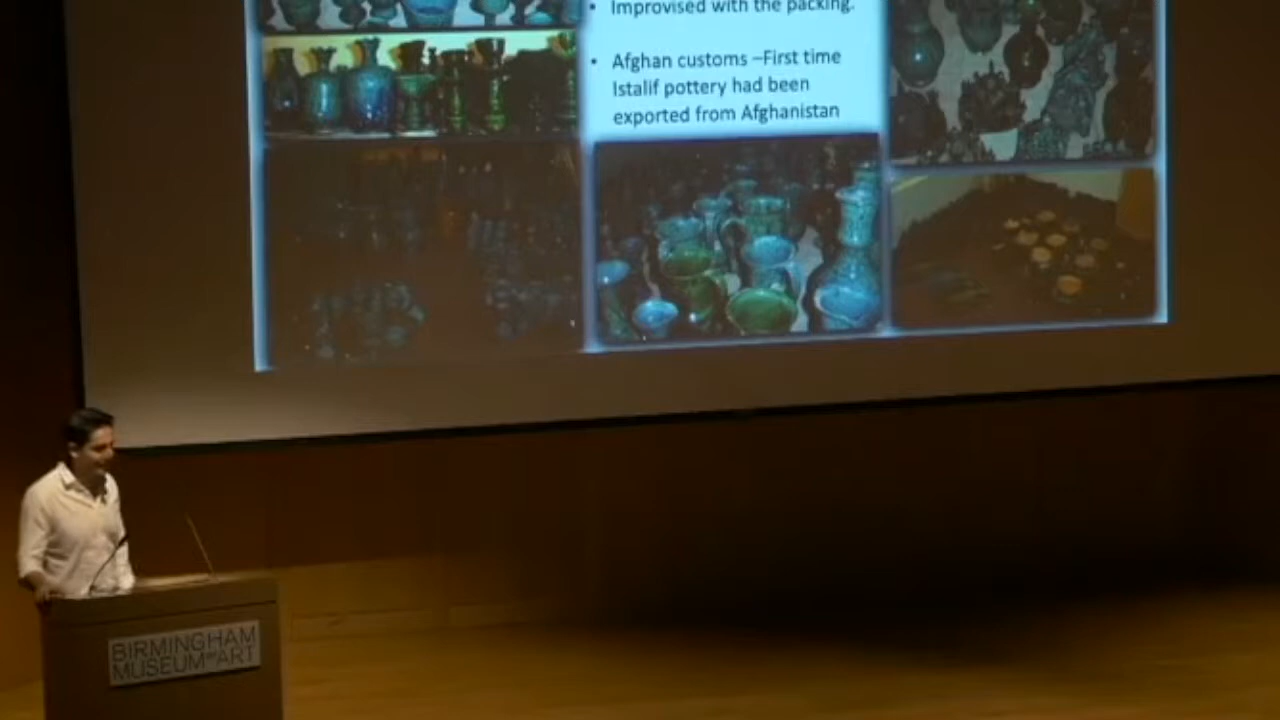 • Improvised with the packing.
• Afghan customs –First time
Istalif pottery had been
exported from Afghanistan
BIRMINGHAM
MUSEUM OF ART